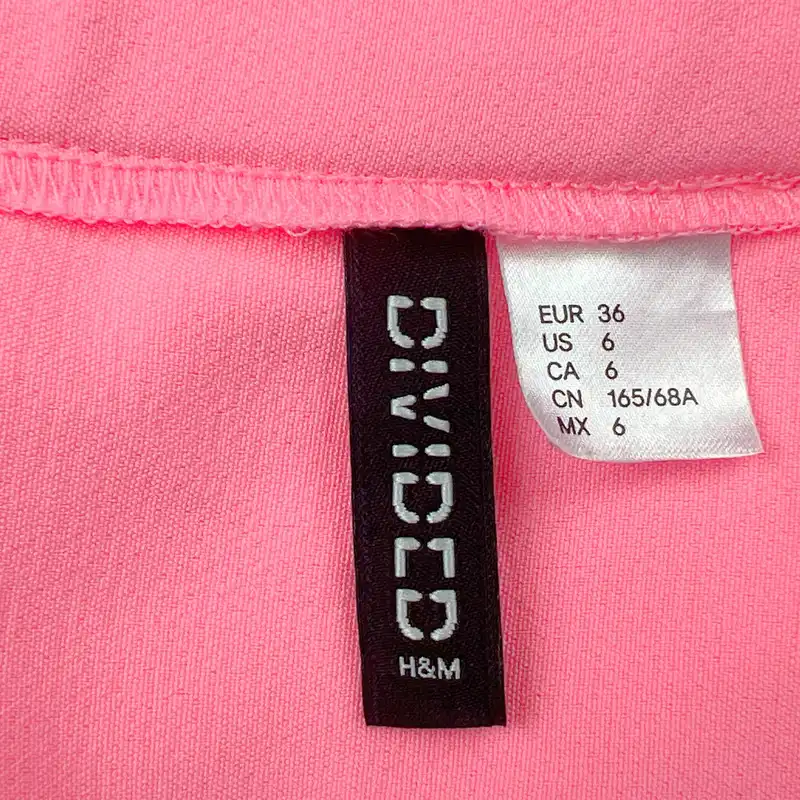 DIVIDED
H&M
EUR 36
US 6
CA 6
CN 165/68A
MX 6